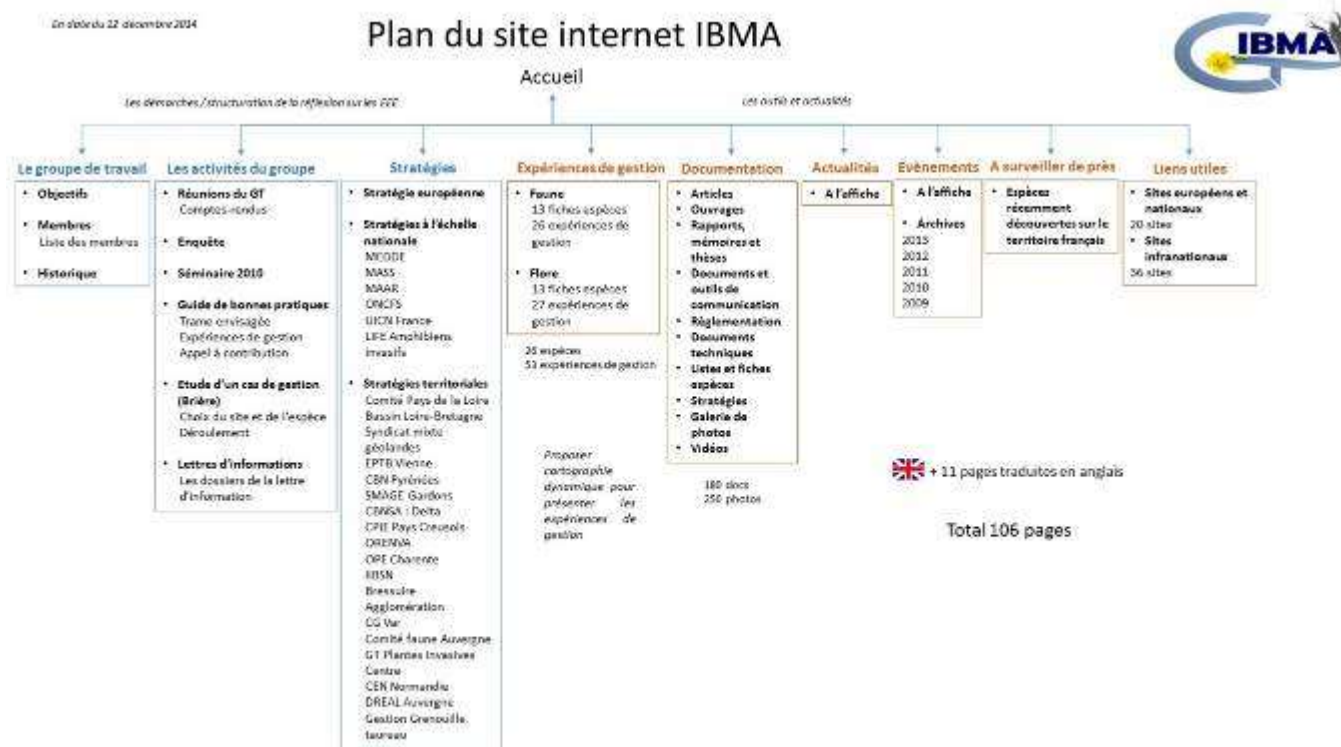 En date du 12 décembre 2014
Plan du site internet IBMA
IBMA
Accueil
Les démarches / structuration de la réflexion sur les EEE
Les outils et actualités
Le groupe de travail
• Objectifs
• Membres
Liste des membres
• Historique
Les activités du groupe
• Réunions du GT
Comptes-rendus
• Enquête
• Séminaire 2010
• Guide de bonnes pratiques
Trame envisagée
Expériences de gestion
Appel à contribution
• Etude d'un cas de gestion
(Brière)
Choix du site et de l'espèce
Déroulement
• Lettres d'informations
Les dossiers de la lettre
d'information
Stratégies
• Stratégie européenne
• Stratégies à l'échelle
nationale
MCODE
MASS
MAAR
ONCFS
UICN France
LIFE Amphibiens
invasifs
• Stratégies territoriales
Comité Pays de la Loire
Bassin Loire-Bretagne
Syndicat mixte
géolandes
EPTB Vienne
CBN Pyrénées
SMAGE Gardons
CBNSA : Delta
CPIE Pays Creusois
ORENVA
OPE Charente
IIBSN
Bressuire
Agglomération
CG Var
Comité faune Auvergne
GT Plantes Invasives
Centre
CEN Normandie
DREAL Auvergne
Gestion Grenouille
taureau
Expériences de gestion
• Faune
13 fiches espèces
26 expériences de
gestion
• Flore
13 fiches espèces
27 expériences de
gestion
26 espèces
53 expériences de gestion
Proposer
cartographie
dynamique pour
présenter les
expériences de
gestion
Documentation
• Articles
• Ouvrages
• Rapports,
mémoires et
thèses
• Documents et
outils de
communication
• Règlementation
• Documents
techniques
• Listes et fiches
espèces
• Stratégies
• Galerie de
photos
• Vidéos
180 docs
250 photos
Actualités
• A l'affiche
Evènements
• A l'affiche
• Archives
2013
2012
2011
2010
2009
A surveiller de près
• Espèces
récemment
découvertes sur le
territoire français
Liens utiles
• Sites européens et
nationaux
20 sites
• Sites
infranationaux
36 sites
+ 11 pages traduites en anglais
Total 106 pages